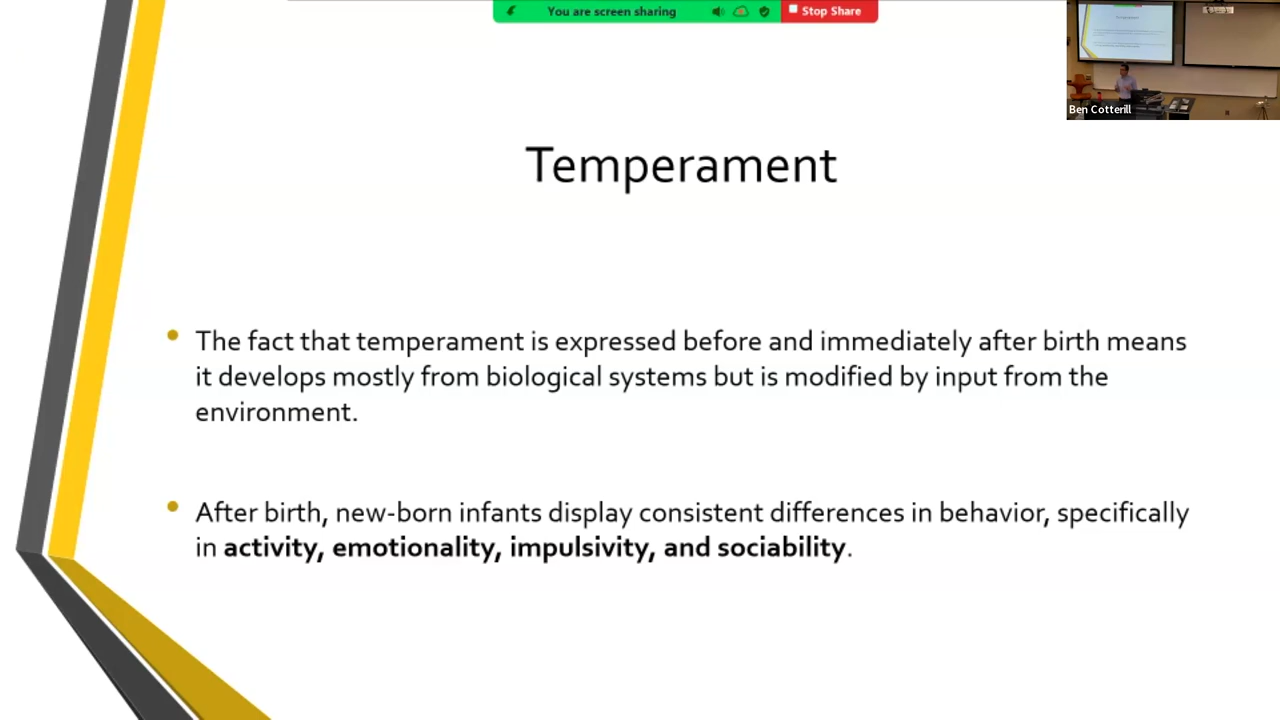 You are screen sharing
Stop Share
Ben Cotterill
Temperament
The fact that temperament is expressed before and immediately after birth means
it develops mostly from biological systems but is modified by input from the
environment.
After birth, new-born infants display consistent differences in behavior, specifically
in activity, emotionality, impulsivity, and sociability.